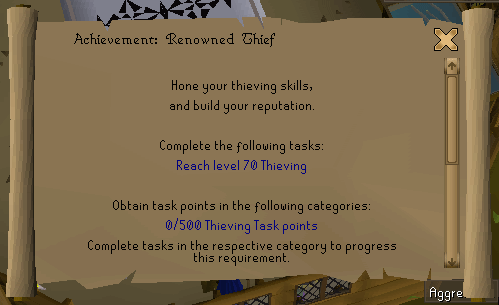 Achievement: Renowned Thief
Hone your thieving skills,
and build your reputation.
Complete the following tasks:
Reach level 70 Thieving
Obtain task points in the following categories:
0/500 Thieving Task points
Complete tasks in the respective category to progress
this requirement.
Aggre